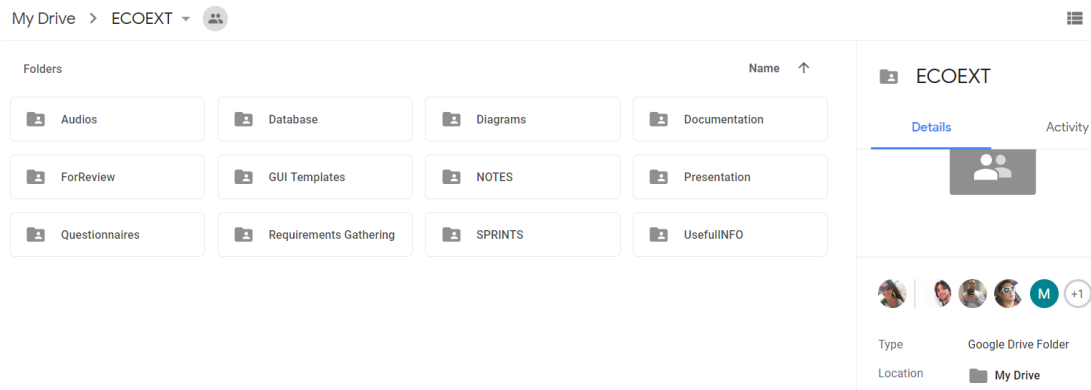 My Drive > ECOEXT
Folders
Name
Audios
Database
Diagrams
Documentation
ForReview
GUI Templates
NOTES
Presentation
Questionnaires
Requirements Gathering
SPRINTS
UsefulINFO
ECOEXT
Details
Activity
M
+1
Type
Google Drive Folder
Location
My Drive